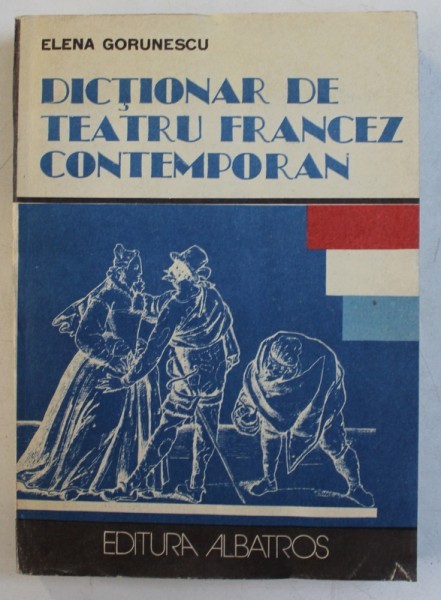 ELENA GORUNESCU
DICŢIONAR DE
TEATRU FRANCEZ
CONTEMPORAN
EDITURA ALBATROS